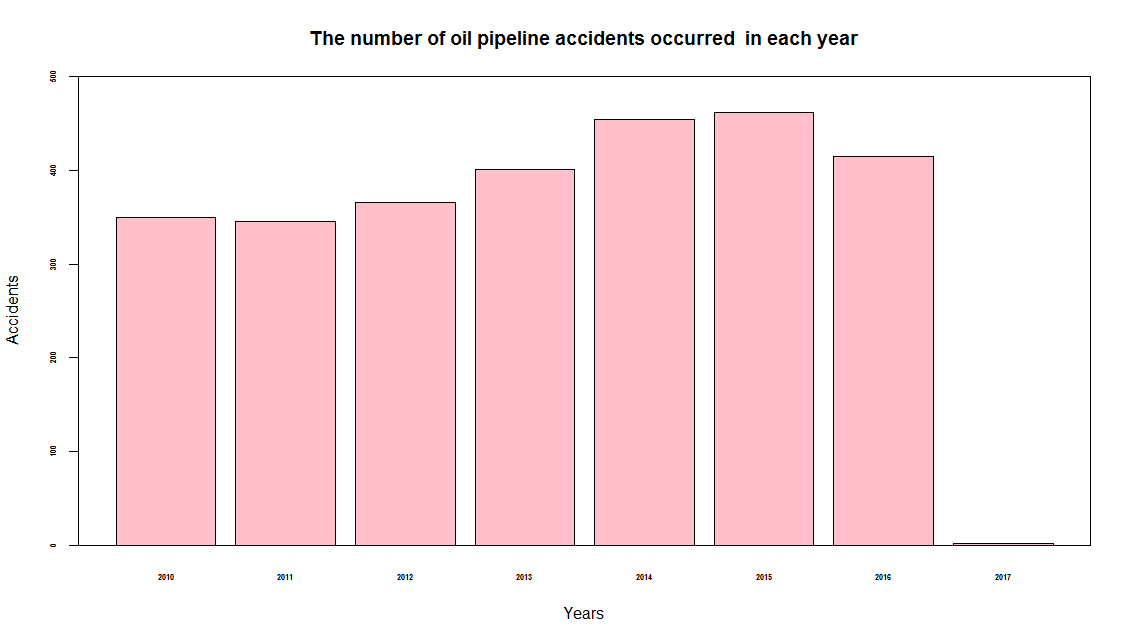 The number of oil pipeline accidents occurred  in each year
500
400
300
200
100
0
Accidents
2010 2011 2012 2013 2014 2015 2016 2017
Years